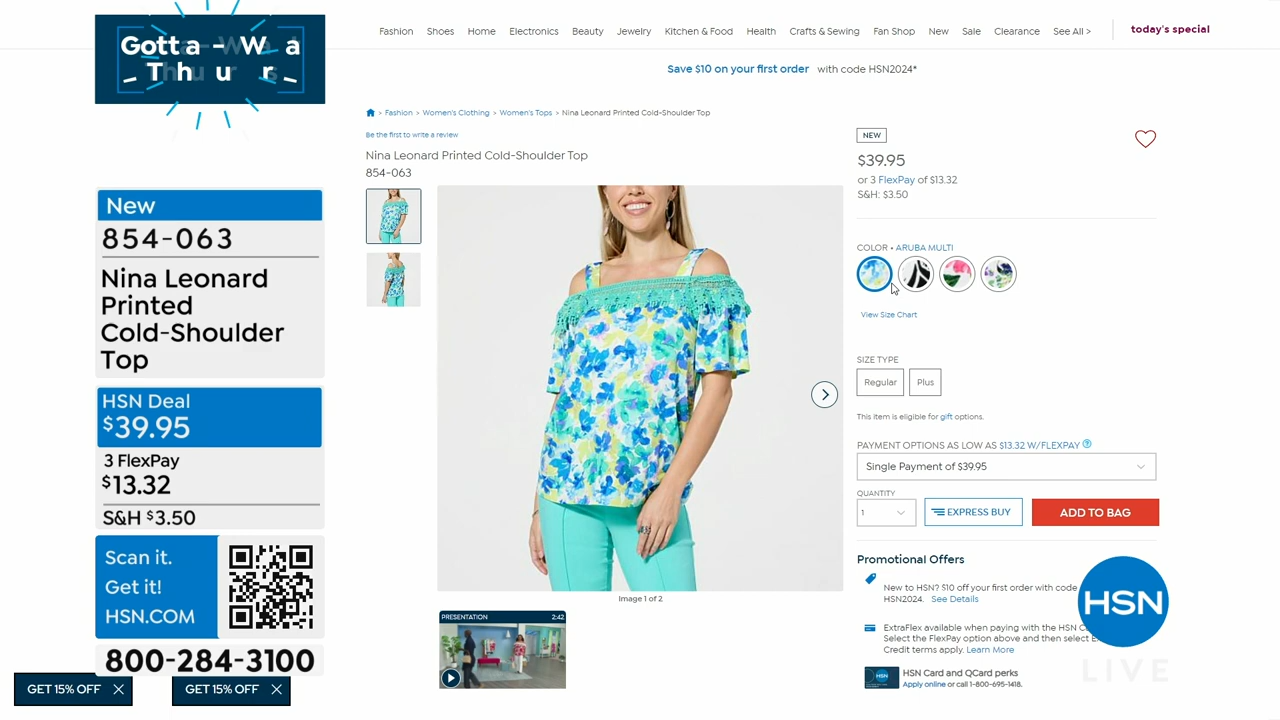 Gotta - Wa
Thhu rs
Fashion Shoes Home Electronics Beauty Jewelry Kitchen & Food Health Crafts & Sewing Fan Shop New Sale Clearance See All > today's special
Save $10 on your first order with code HSN2024*
> Fashion > Women's Clothing > Women's Tops > Nina Leonard Printed Cold-Shoulder Top
Be the first to write a review
Nina Leonard Printed Cold-Shoulder Top
854-063
NEW
$39.95
or 3 FlexPay of $13.32
S&H: $3.50
COLOR • ARUBA MULTI
View Size Chart
SIZE TYPE
Regular Plus
This item is eligible for gift options.
PAYMENT OPTIONS AS LOW AS $13.32 W/FLEXPAY ?
Single Payment of $39.95
QUANTITY
1
EXPRESS BUY
ADD TO BAG
Promotional Offers
New to HSN? $10 off your first order with code
HSN2024. See Details
ExtraFlex available when paying with the HSN
Select the FlexPay option above and then select
Credit terms apply. Learn More
HSN
HSN Card and QCard perks
Apply online or call 1-800-695-1418.
Image 1 of 2
PRESENTATION 2:42
New
854-063
Nina Leonard
Printed
Cold-Shoulder
Top
HSN Deal
$39.95
3 FlexPay
$13.32
S&H $3.50
Scan it.
Get it!
HSN.COM
800-284-3100
GET 15% OFF X
GET 15% OFF X
HSN
LIVE